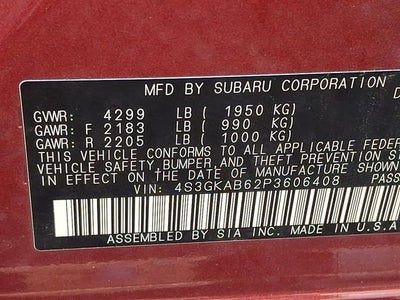 MFD BY SUBARU CORPORATION
GVWR: 4299 LB ( 1950 KG)
GAWR: F 2183 LB ( 990 KG)
GAWR: R 2205 LB ( 1000 KG)
THIS VEHICLE CONFORMS TO ALL APPLICABLE FEDER
VEHICLE SAFETY, BUMPER, AND THEFT PREVENTION ST
IN EFFECT ON THE DATE OF MANUFACTURE SHOWN
VIN: 4S3GKAB62P3606408 PASS
ASSEMBLED BY SIA INC. MADE IN U.S.A